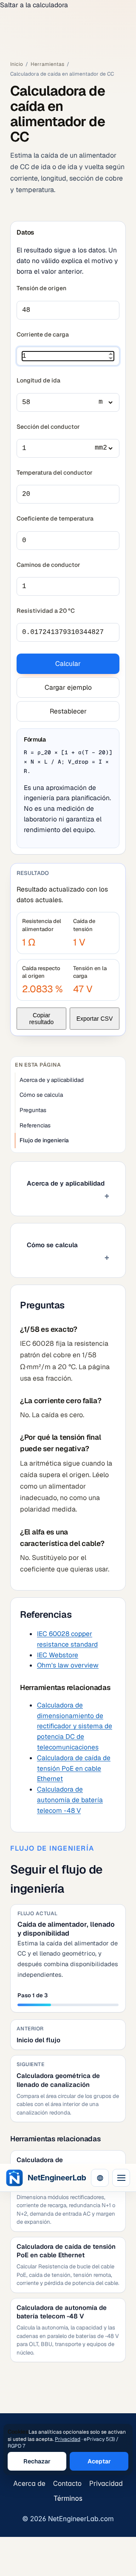 Saltar a la calculadora
Inicio / Herramientas /
Calculadora de caída en alimentador de CC
Calculadora de
caída en
alimentador de
CC
Estima la caída de un alimentador
de CC de ida o de ida y vuelta según
corriente, longitud, sección de cobre
y temperatura.
Datos
El resultado sigue a los datos. Un
dato no válido explica el motivo y
borra el valor anterior.
Tensión de origen
48
Corriente de carga
1
Longitud de ida
58 m
Sección del conductor
1 mm2
Temperatura del conductor
20
Coeficiente de temperatura
0
Caminos de conductor
1
Resistividad a 20 °C
0.017241379310344827
Calcular
Cargar ejemplo
Restablecer
Fórmula
R = ρ_20 × [1 + α(T − 20)]
× N × L / A; V_drop = I ×
R.
Es una aproximación de
ingeniería para planificación.
No es una medición de
laboratorio ni garantiza el
rendimiento del equipo.
RESULTADO
Resultado actualizado con los
datos actuales.
Resistencia del
alimentador
1 Ω
Caída de
tensión
1 V
Caída respecto
al origen
2.0833 %
Tensión en la
carga
47 V
Copiar
resultado
Exportar CSV
EN ESTA PÁGINA
Acerca de y aplicabilidad
Cómo se calcula
Preguntas
Referencias
Flujo de ingeniería
Acerca de y aplicabilidad
+
Cómo se calcula
+
Preguntas
¿1/58 es exacto?
IEC 60028 fija la resistencia
patrón del cobre en 1/58
Ω·mm²/m a 20 °C. La página
usa esa fracción.
¿La corriente cero falla?
No. La caída es cero.
¿Por qué la tensión final
puede ser negativa?
La aritmética sigue cuando la
caída supera el origen. Léelo
como un alimentador
inadecuado, no como una
polaridad medida.
¿El alfa es una
característica del cable?
No. Sustitúyelo por el
coeficiente que quieras usar.
Referencias
IEC 60028 copper
resistance standard
IEC Webstore
Ohm's law overview
Herramientas relacionadas
Calculadora de
dimensionamiento de
rectificador y sistema de
potencia DC de
telecomunicaciones
Calculadora de caída de
tensión PoE en cable
Ethernet
Calculadora de
autonomía de batería
telecom -48 V
FLUJO DE INGENIERÍA
Seguir el flujo de
ingeniería
FLUJO ACTUAL
Caída de alimentador, llenado
y disponibilidad
Estima la caída del alimentador de
CC y el llenado geométrico, y
después compara disponibilidades
independientes.
Paso 1 de 3
ANTERIOR
Inicio del flujo
SIGUIENTE
Calculadora geométrica de
llenado de canalización
Compara el área circular de los grupos de
cables con el área interior de una
canalización redonda.
Herramientas relacionadas
Calculadora de
NetEngineerLab
Dimensiona módulos rectificadores,
corriente de recarga, redundancia N+1 o
N+2, demanda de entrada AC y margen
de expansión.
Calculadora de caída de tensión
PoE en cable Ethernet
Calcular Resistencia de bucle del cable
PoE, caída de tensión, tensión remota,
corriente y pérdida de potencia del cable.
Calculadora de autonomía de
batería telecom -48 V
Calcula la autonomía, la capacidad y las
cadenas en paralelo de baterías de -48 V
para OLT, BBU, transporte y equipos de
núcleo.
Las analíticas opcionales solo se activan
si usted las acepta. Privacidad · ePrivacy 5(3) /
RGPD 7
Rechazar
Aceptar
Acerca de Contacto Privacidad
Términos
© 2026 NetEngineerLab.com